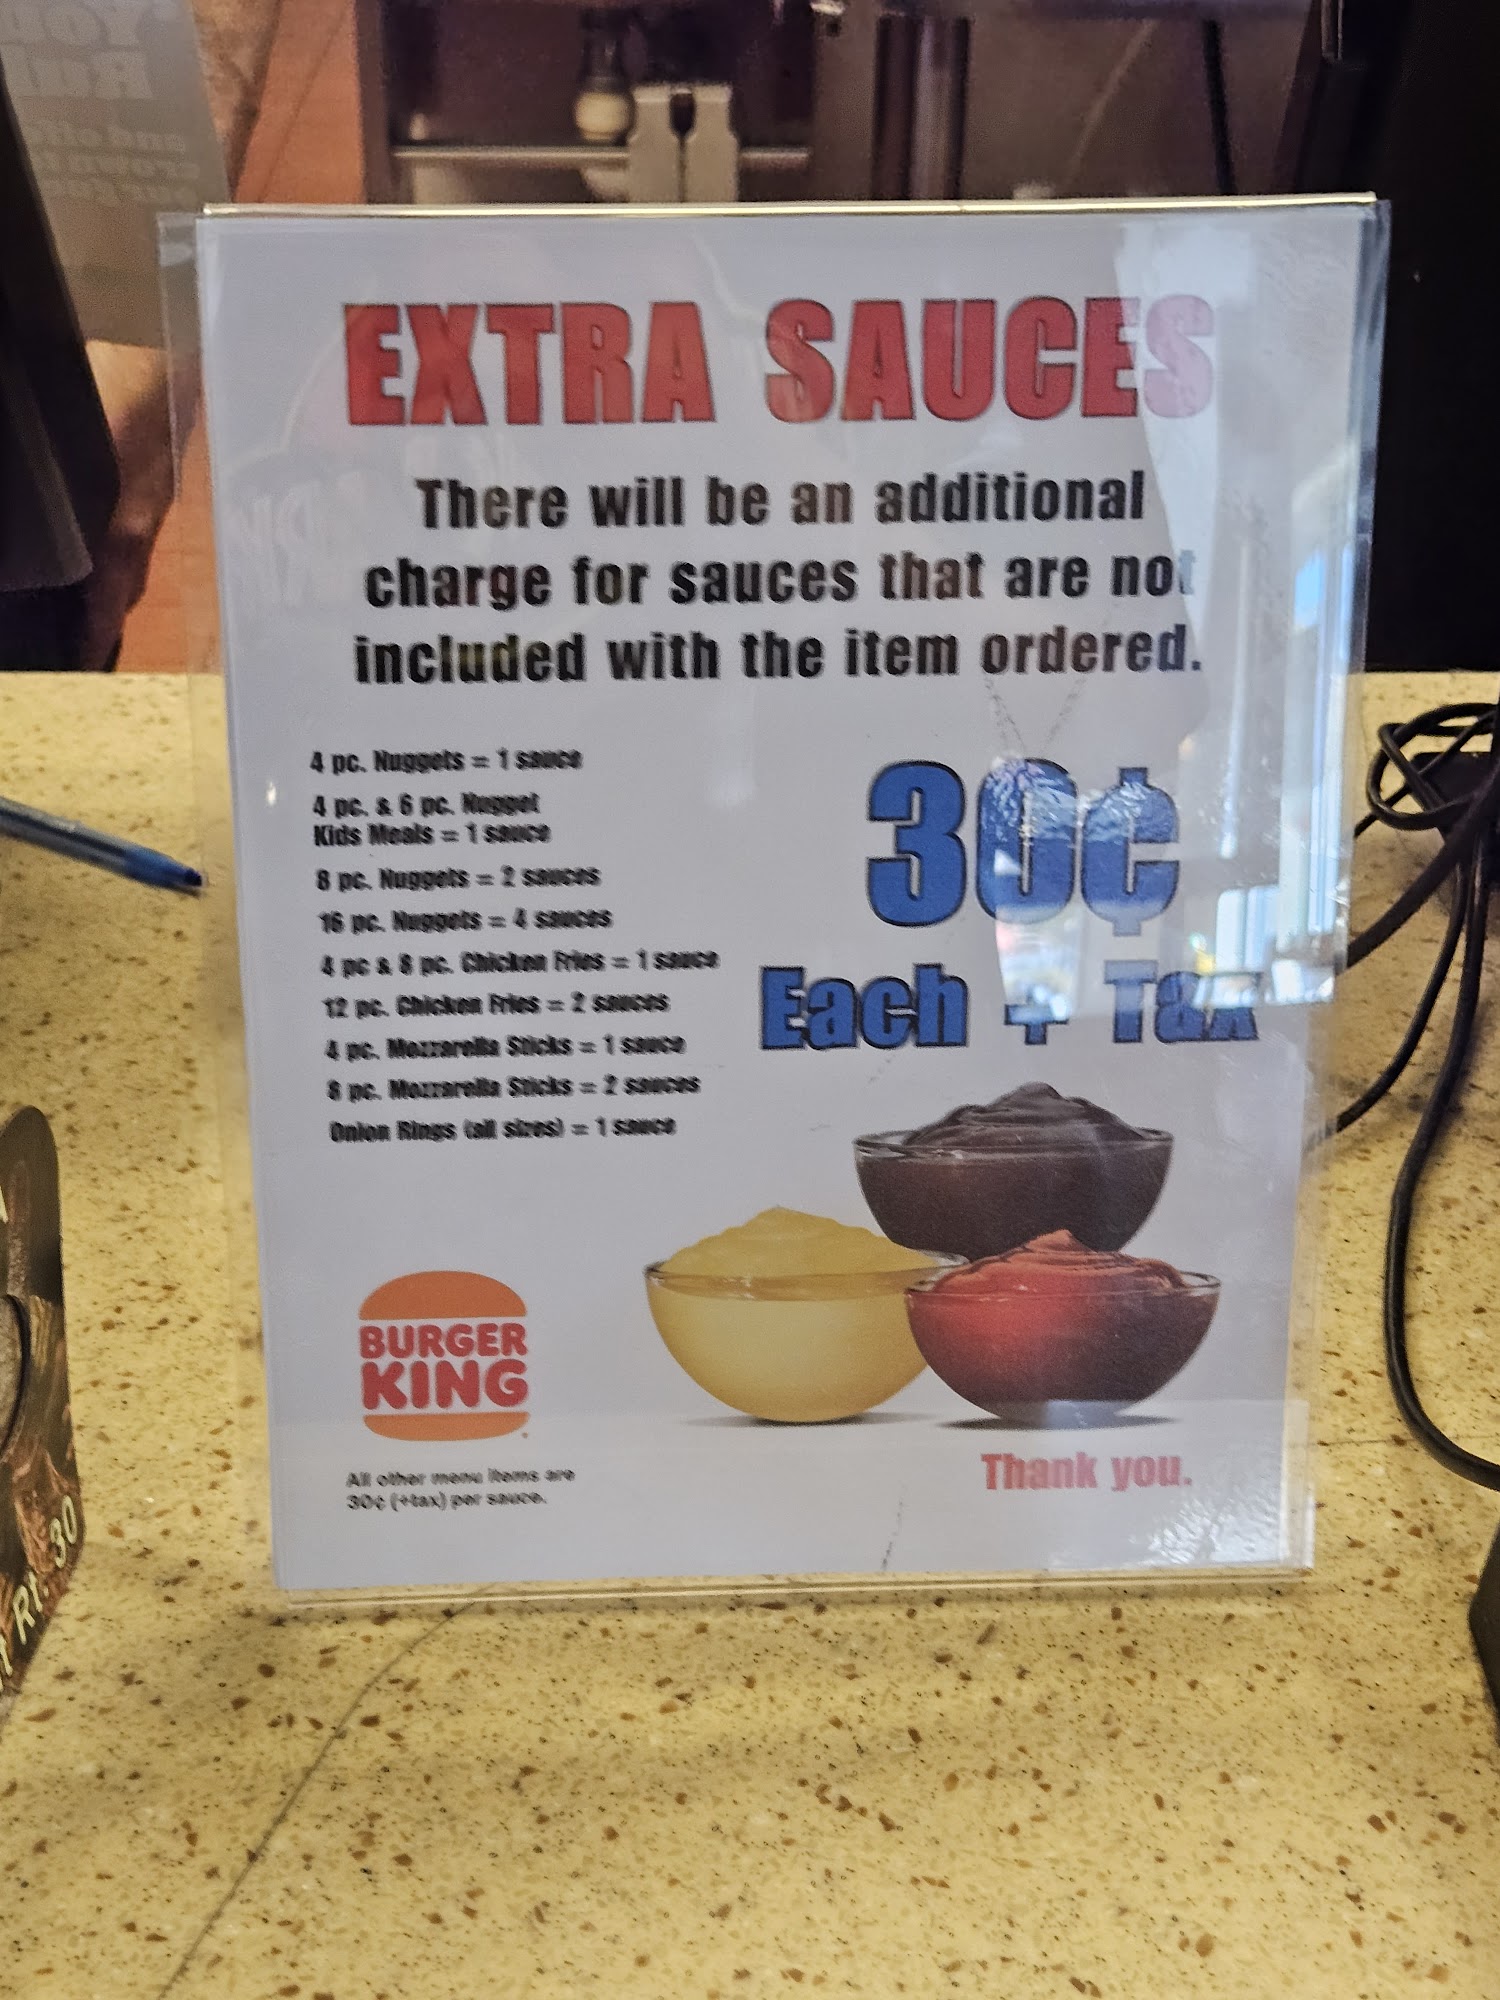 EXTRA SAUCES
There will be an additional
charge for sauces that are not
included with the item ordered.
4 pc. Nuggets = 1 sauce
4 pc. & 6 pc. Nugget
Kids Meals = 1 sauce
8 pc. Nuggets = 2 sauces
16 pc. Nuggets = 4 sauces
4 pc & 8 pc. Chicken Fries = 1 sauce
12 pc. Chicken Fries = 2 sauces
4 pc. Mozzarella Sticks = 1 sauce
8 pc. Mozzarella Sticks = 2 sauces
Onion Rings (all sizes) = 1 sauce
30¢
Each + Tax
BURGER
KING
All other menu items are
30¢ (+tax) per sauce.
Thank you.
30